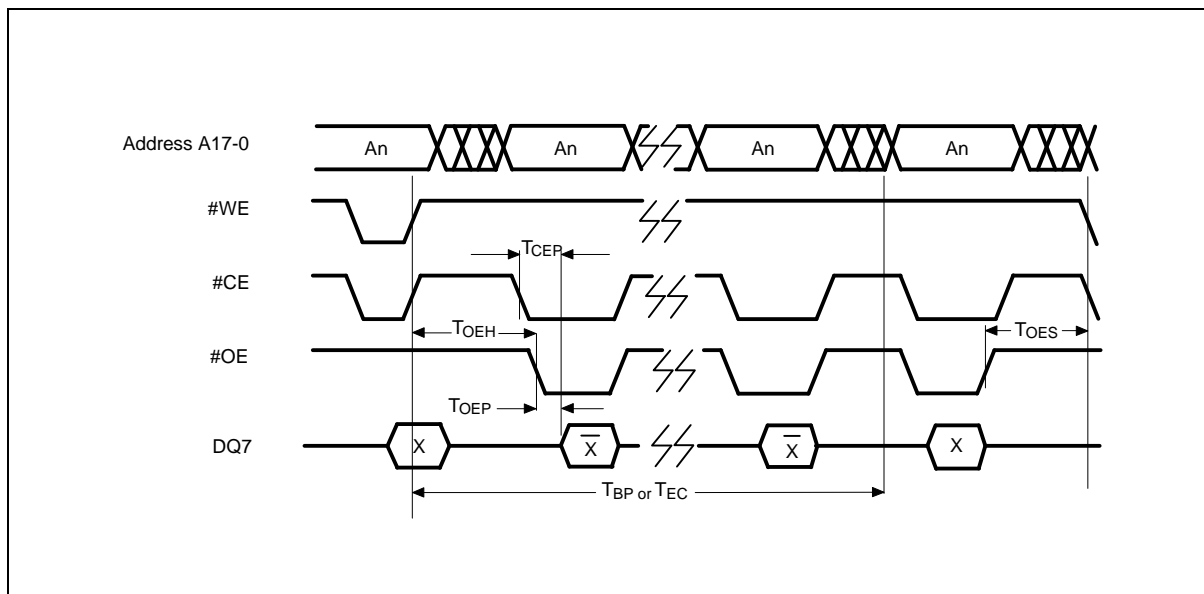 Address A17-0 An An An An
#WE
TCEP
#CE
TOEH TOES
#OE
TOEP
DQ7 X X̅ X̅ X
TBP or TEC